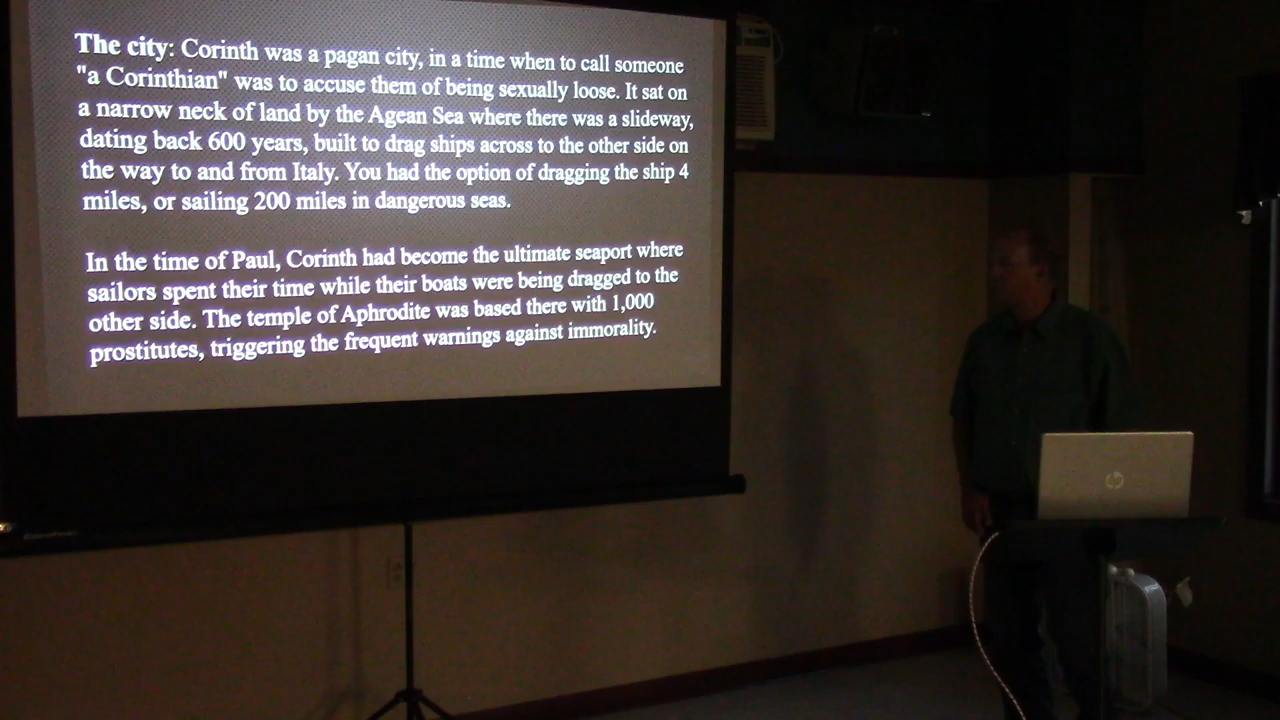 The city: Corinth was a pagan city, in a time when to call someone
"a Corinthian" was to accuse them of being sexually loose. It sat on
a narrow neck of land by the Agean Sea where there was a slideway,
dating back 600 years, built to drag ships across to the other side on
the way to and from Italy. You had the option of dragging the ship 4
miles, or sailing 200 miles in dangerous seas.
In the time of Paul, Corinth had become the ultimate seaport where
sailors spent their time while their boats were being dragged to the
other side. The temple of Aphrodite was based there with 1,000
prostitutes, triggering the frequent warnings against immorality.
hp